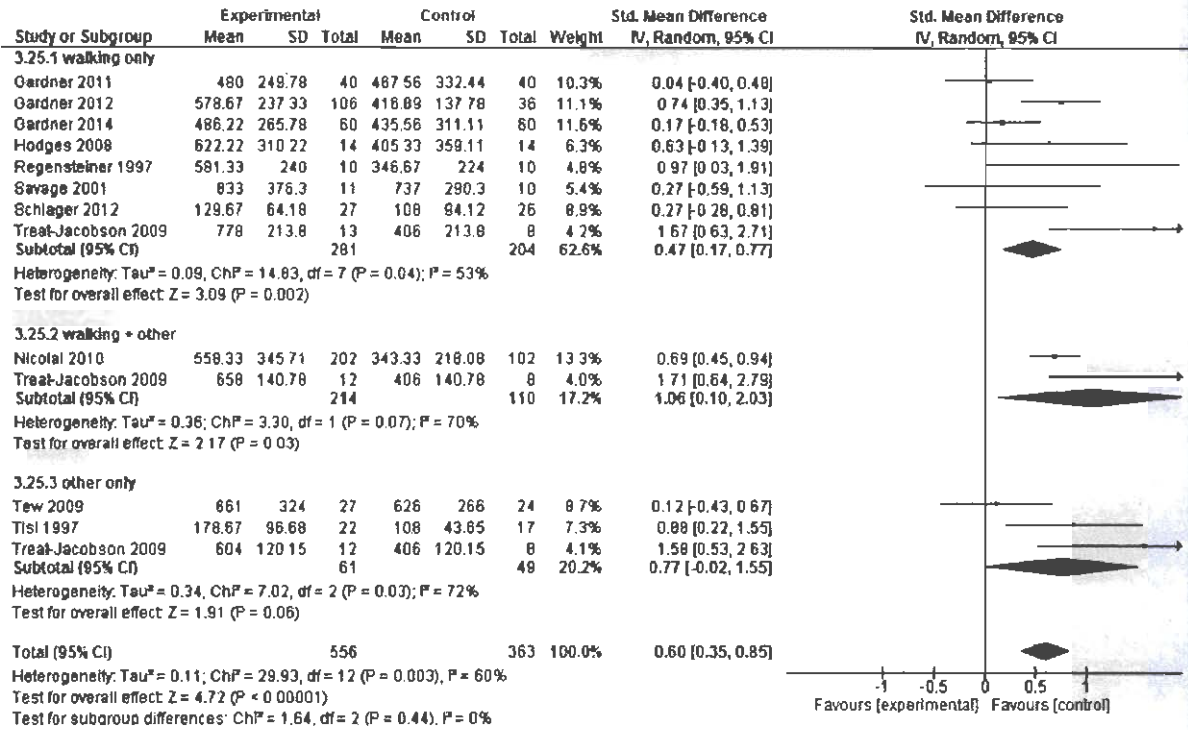 Experimental Control Std. Mean Difference Std. Mean Difference
Study or Subgroup Mean SD Total Mean SD Total Weight IV, Random, 95% CI IV, Random, 95% CI
3.25.1 walking only
Gardner 2011 480 249.78 40 467.56 332.44 40 10.3% 0.04 [-0.40, 0.48]
Gardner 2012 578.67 237.33 106 416.89 137.78 36 11.1% 0.74 [0.35, 1.13]
Gardner 2014 486.22 265.78 60 435.56 311.11 60 11.6% 0.17 [-0.18, 0.53]
Hodges 2008 622.22 310.22 14 405.33 359.11 14 6.3% 0.63 [-0.13, 1.39]
Regensteiner 1997 581.33 240 10 346.67 224 10 4.8% 0.97 [0.03, 1.91]
Savage 2001 833 376.3 11 737 290.3 10 5.4% 0.27 [-0.59, 1.13]
Schlager 2012 129.67 64.18 27 108 94.12 26 8.9% 0.27 [-0.28, 0.81]
Treat-Jacobson 2009 778 213.8 13 406 213.8 8 4.2% 1.67 [0.63, 2.71]
Subtotal (95% CI) 281 204 62.6% 0.47 [0.17, 0.77]
Heterogeneity: Tau² = 0.09, Chi² = 14.83, df = 7 (P = 0.04); I² = 53%
Test for overall effect: Z = 3.09 (P = 0.002)
3.25.2 walking + other
Nicolai 2010 558.33 345.71 202 343.33 218.08 102 13.3% 0.69 [0.45, 0.94]
Treat-Jacobson 2009 658 140.78 12 406 140.78 8 4.0% 1.71 [0.64, 2.79]
Subtotal (95% CI) 214 110 17.2% 1.06 [0.10, 2.03]
Heterogeneity: Tau² = 0.36; Chi² = 3.30, df = 1 (P = 0.07); I² = 70%
Test for overall effect: Z = 2.17 (P = 0.03)
3.25.3 other only
Tew 2009 661 324 27 626 266 24 8.7% 0.12 [-0.43, 0.67]
Tisi 1997 178.67 96.68 22 108 43.65 17 7.3% 0.88 [0.22, 1.55]
Treat-Jacobson 2009 604 120.15 12 406 120.15 8 4.1% 1.58 [0.53, 2.63]
Subtotal (95% CI) 61 49 20.2% 0.77 [-0.02, 1.55]
Heterogeneity: Tau² = 0.34, Chi² = 7.02, df = 2 (P = 0.03); I² = 72%
Test for overall effect: Z = 1.91 (P = 0.06)
Total (95% CI) 556 363 100.0% 0.60 [0.35, 0.85]
Heterogeneity: Tau² = 0.11; Chi² = 29.93, df = 12 (P = 0.003), I² = 60%
Test for overall effect: Z = 4.72 (P < 0.00001)
Test for subgroup differences: Chi² = 1.64, df = 2 (P = 0.44), I² = 0%
-1 -0.5 0 0.5 1
Favours [experimental] Favours [control]